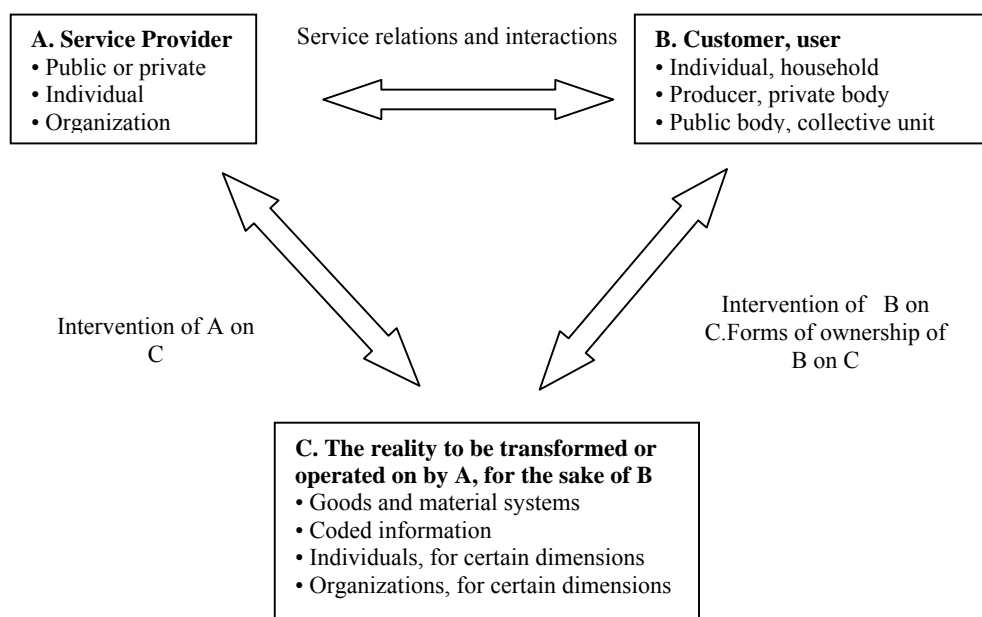 A. Service Provider
• Public or private
• Individual
• Organization
Service relations and interactions
B. Customer, user
• Individual, household
• Producer, private body
• Public body, collective unit
Intervention of A on
C
Intervention of B on
C.Forms of ownership of
B on C
C. The reality to be transformed or
operated on by A, for the sake of B
• Goods and material systems
• Coded information
• Individuals, for certain dimensions
• Organizations, for certain dimensions